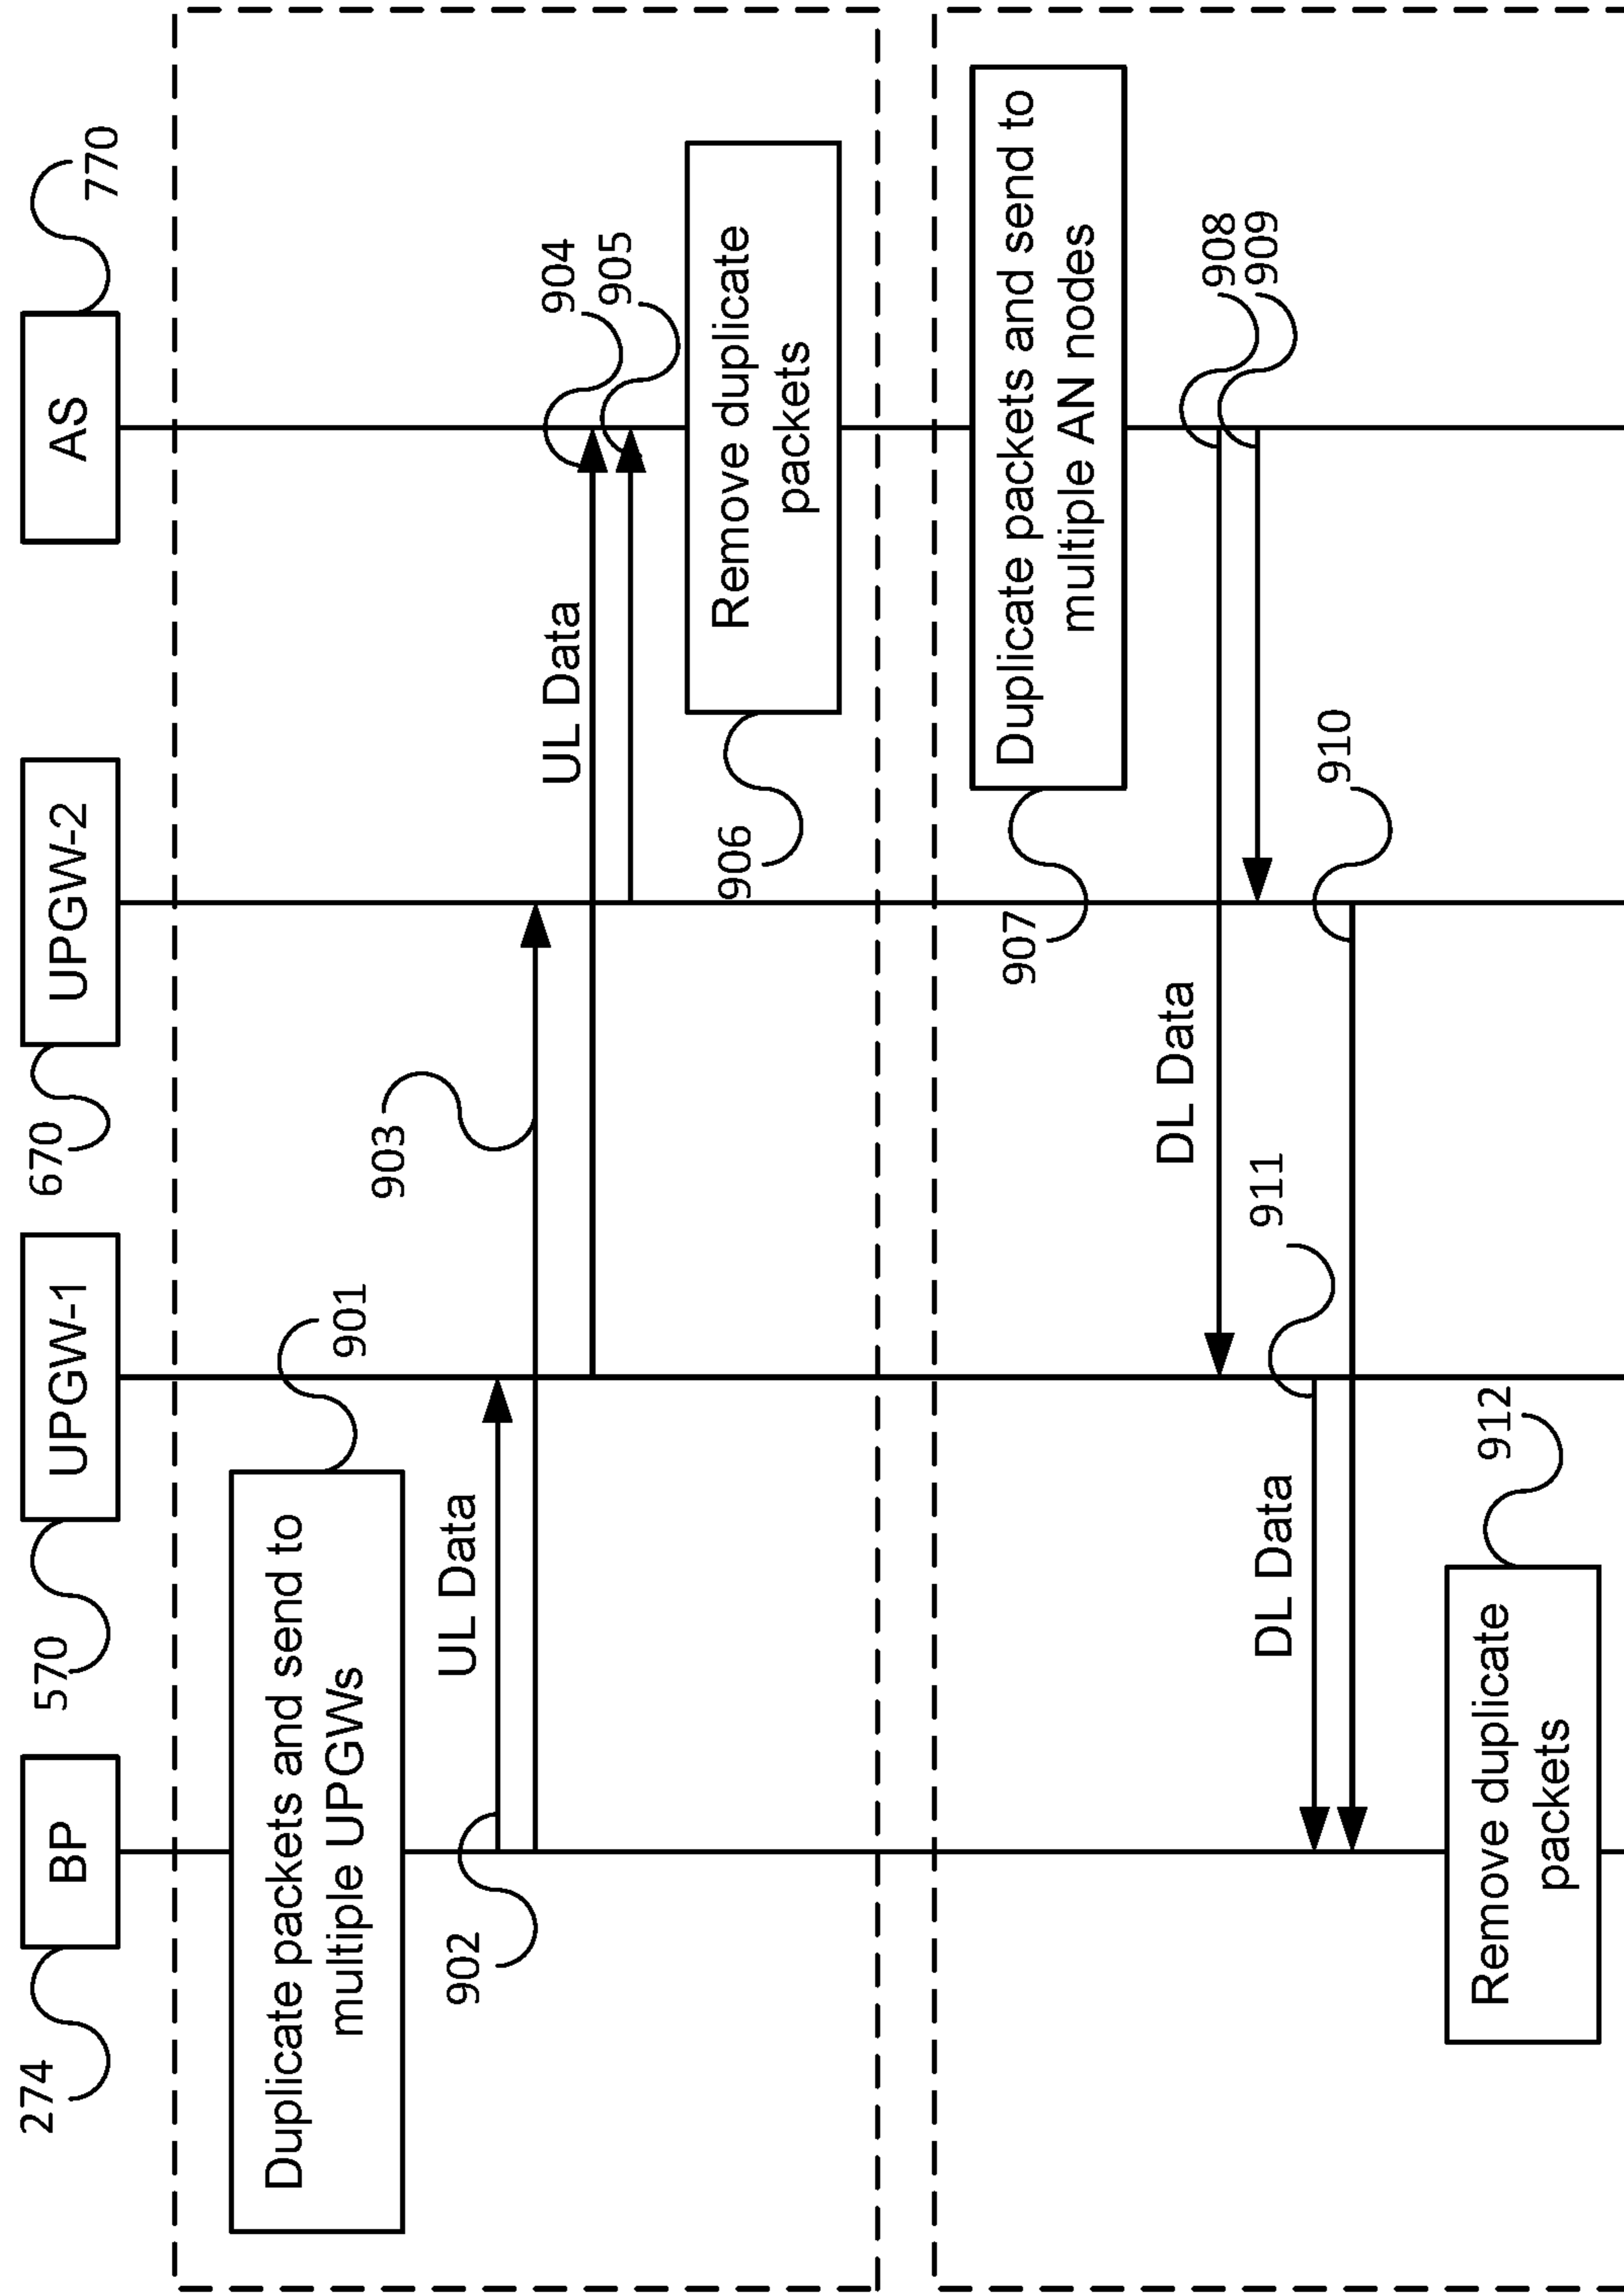 274
BP
570
UPGW-1
670
UPGW-2
AS
770
Duplicate packets and send to
multiple UPGWs
901
902
UL Data
903
UL Data
904
905
906
Remove duplicate
packets
907
Duplicate packets and send to
multiple AN nodes
DL Data
908
909
DL Data
911
910
Remove duplicate
packets
912